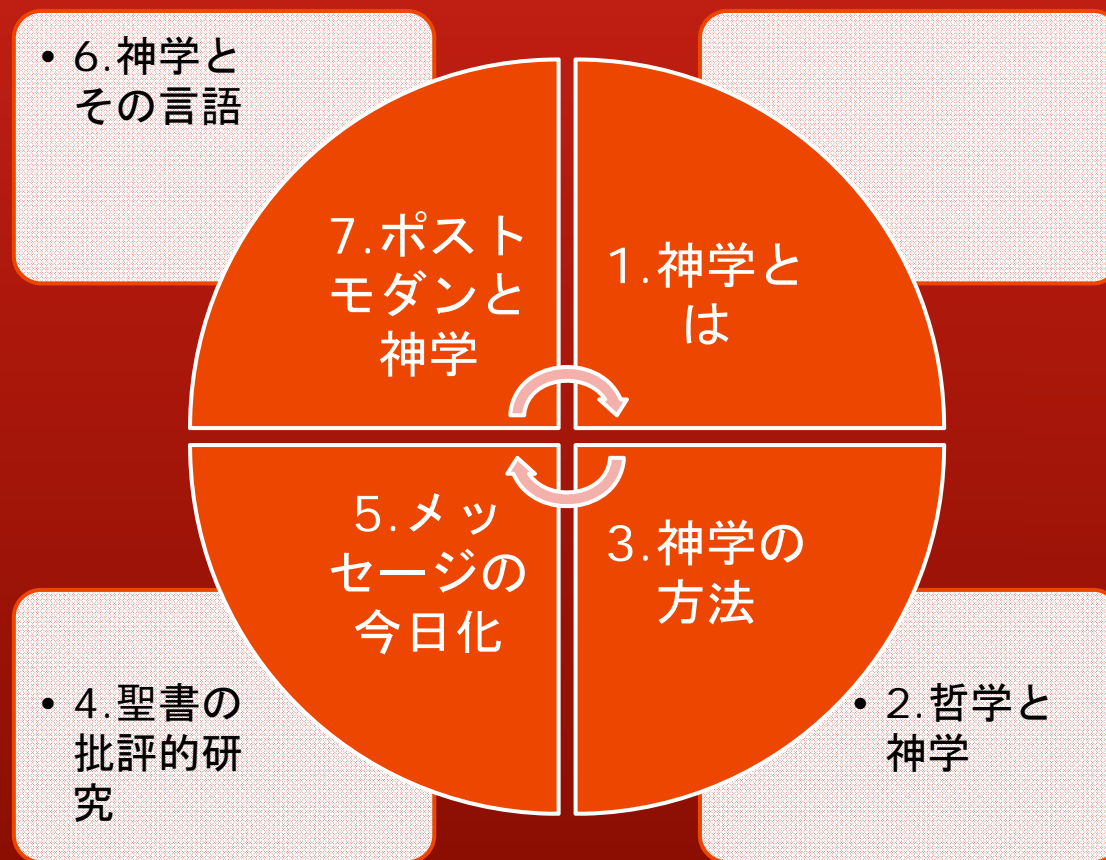 • 6.神学と
その言語
7.ポスト
モダンと
神学
1.神学と
は
5.メッ
セージの
今日化
3.神学の
方法
• 4.聖書の
批評的研
究
• 2.哲学と
神学